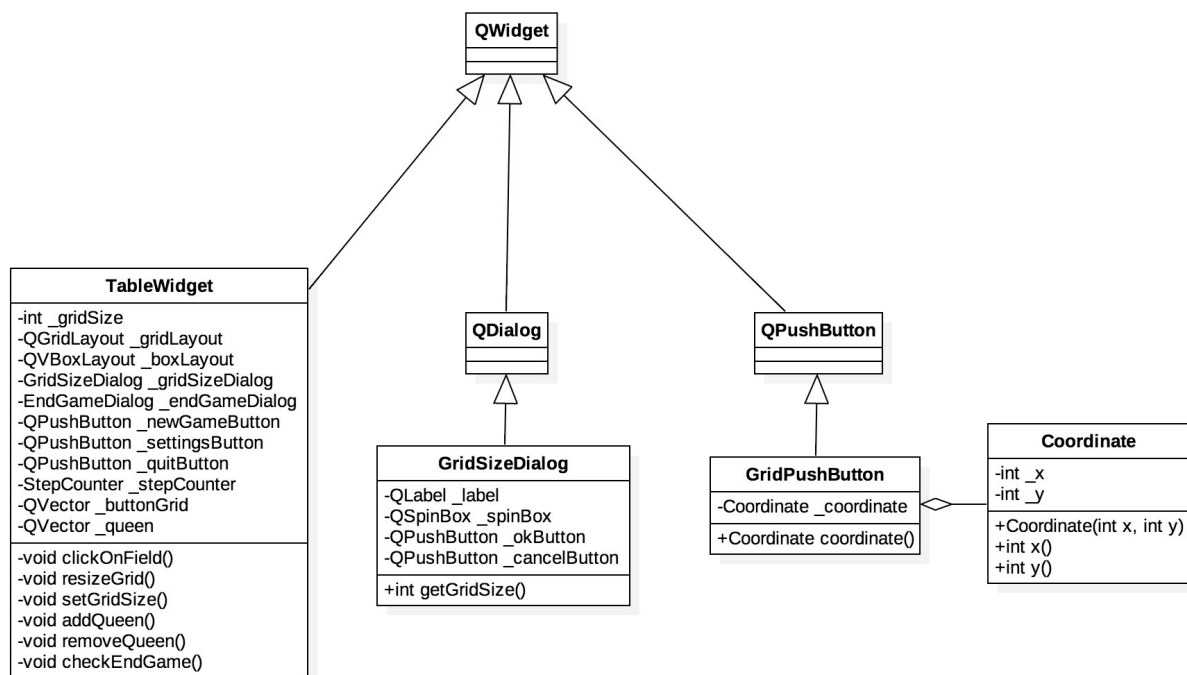 QWidget
TableWidget
-int _gridSize
-QGridLayout _gridLayout
-QVBoxLayout _boxLayout
-GridSizeDialog _gridSizeDialog
-EndGameDialog _endGameDialog
-QPushButton _newGameButton
-QPushButton _settingsButton
-QPushButton _quitButton
-StepCounter _stepCounter
-QVector _buttonGrid
-QVector _queen
-void clickOnField()
-void resizeGrid()
-void setGridSize()
-void addQueen()
-void removeQueen()
-void checkEndGame()
QDialog
GridSizeDialog
-QLabel _label
-QSpinBox _spinBox
-QPushButton _okButton
-QPushButton _cancelButton
+int getGridSize()
QPushButton
GridPushButton
-Coordinate _coordinate
+Coordinate coordinate()
Coordinate
-int _x
-int _y
+Coordinate(int x, int y)
+int x()
+int y()